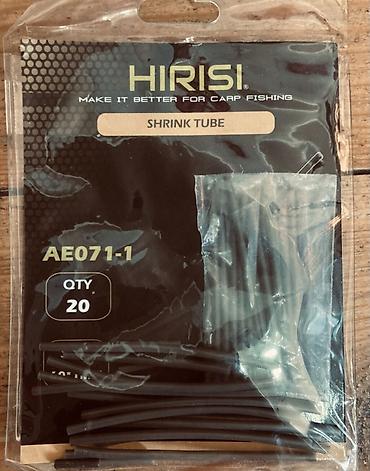 HIRISI®
MAKE IT BETTER FOR CARP FISHING
SHRINK TUBE
AE071-1
QTY
20